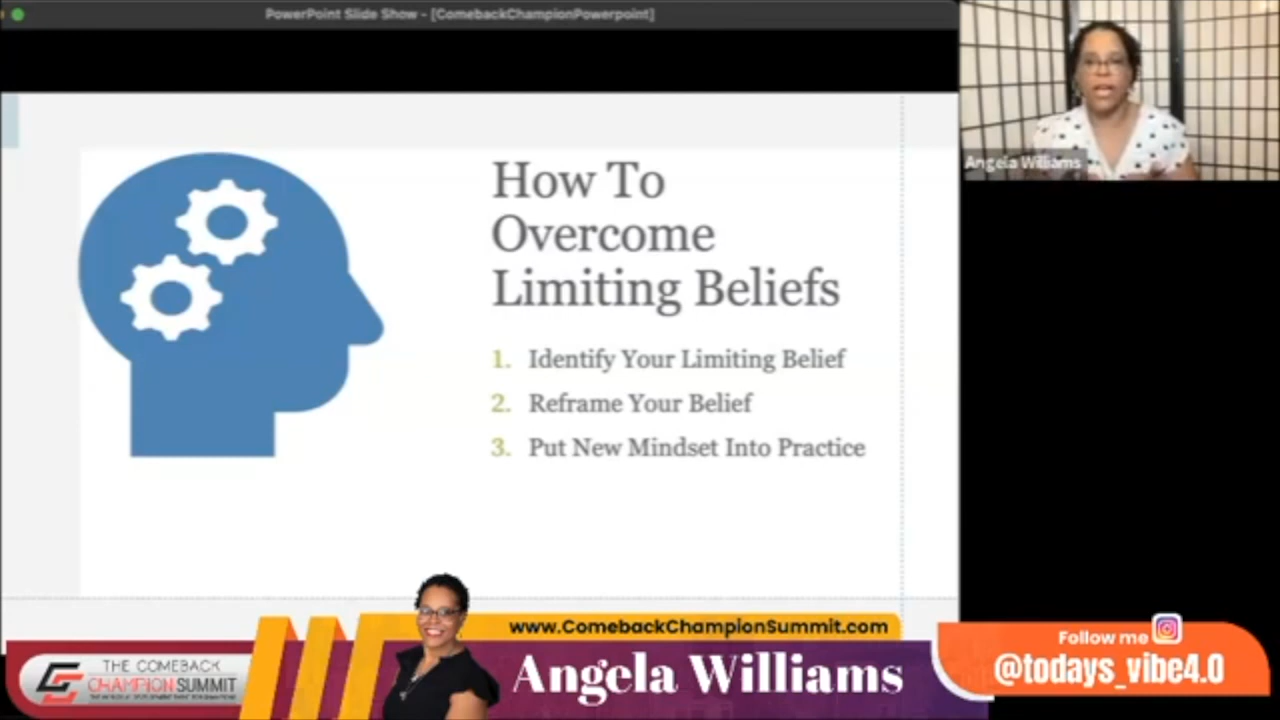 PowerPoint Slide Show - [ComebackChampionPowerpoint]
Angela Williams
How To
Overcome
Limiting Beliefs
1. Identify Your Limiting Belief
2. Reframe Your Belief
3. Put New Mindset Into Practice
www.ComebackChampionSummit.com
THE COMEBACK
CHAMPION SUMMIT
Angela Williams
Follow me
@todays_vibe4.0